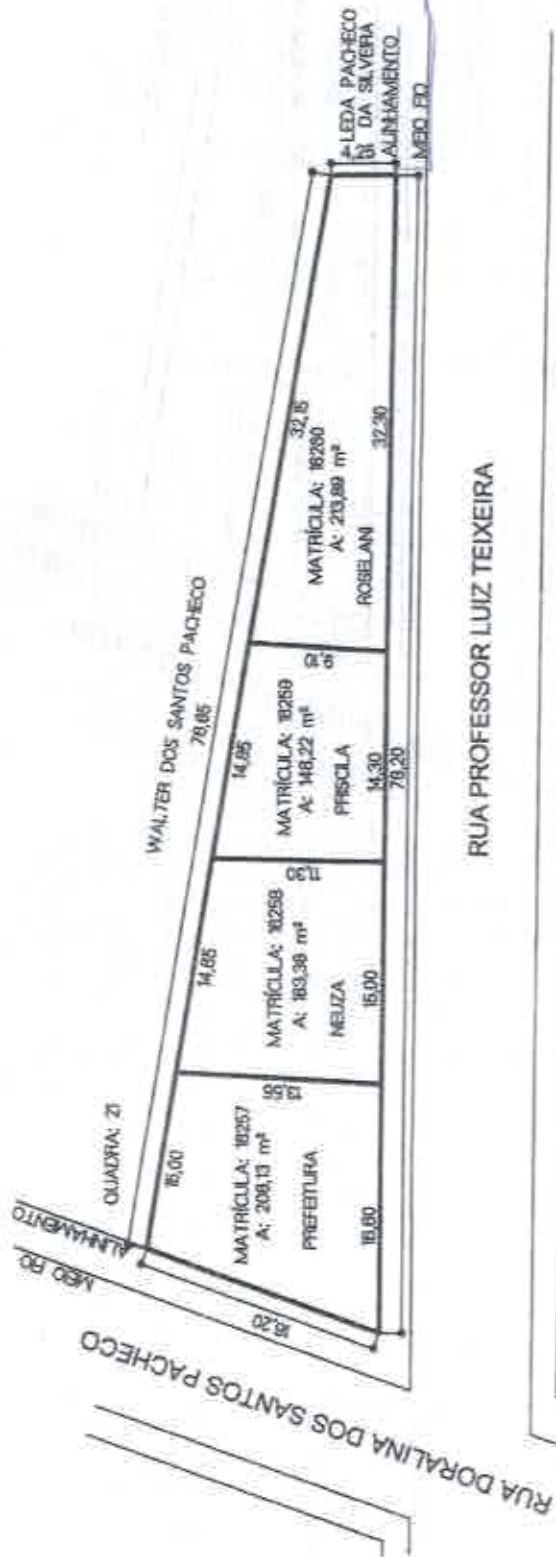 WALTER DOS SANTOS PACHECO
78,65
QUADRA: 21
ALINHAMENTO
MEIO FIO
RUA DORALINA DOS SANTOS PACHECO
16,20
15,00
MATRÍCULA: 18257
A: 208,13 m²
PREFEITURA
13,55
14,65
MATRÍCULA: 18258
A: 183,38 m²
NEUZA
15,00
11,30
14,65
MATRÍCULA: 18259
A: 148,22 m²
PRISCILA
14,30
78,20
9,15
32,15
MATRÍCULA: 18260
A: 213,89 m²
ROSELANI
32,30
LEDA PACHECO
DA SILVEIRA
ALINHAMENTO
MEIO FIO
RUA PROFESSOR LUIZ TEIXEIRA